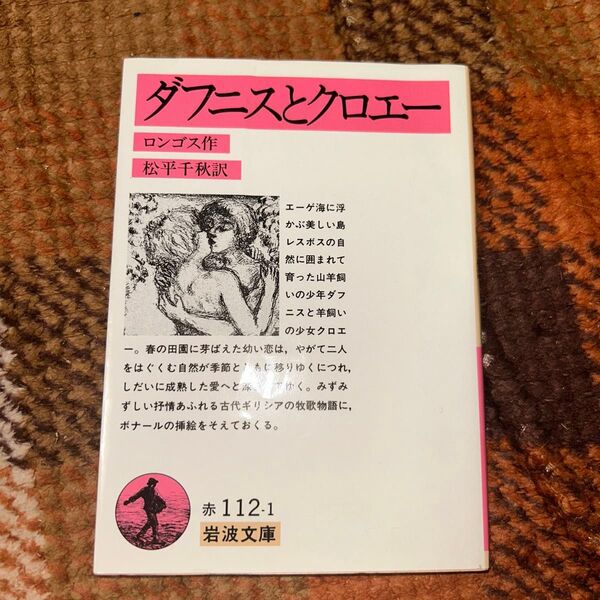 ダフニスとクロエー
ロンゴス作
松平千秋訳
エーゲ海に浮
かぶ美しい島
レスボスの自
然に囲まれて
育った山羊飼
いの少年ダフ
ニスと羊飼い
の少女クロエ
ー。春の田園に芽ばえた幼い恋は，やがて二人
をはぐくむ自然が季節とともに移りゆくにつれ，
しだいに成熟した愛へと深 ゆく。みずみ
ずしい抒情あふれる古代ギリシアの牧歌物語に，
ボナールの挿絵をそえておくる。
赤 112-1
岩波文庫